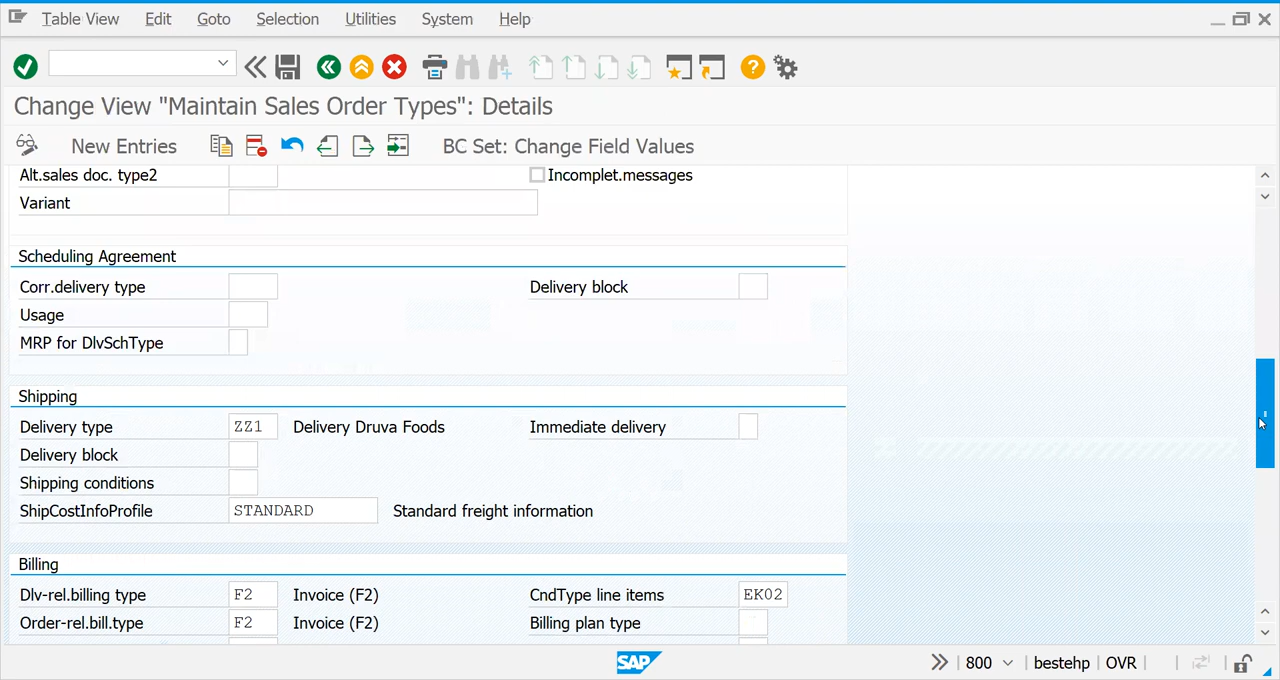 Table View Edit Goto Selection Utilities System Help
Change View "Maintain Sales Order Types": Details
New Entries BC Set: Change Field Values
Alt.sales doc. type2 Incomplet.messages
Variant
Scheduling Agreement
Corr.delivery type Delivery block
Usage
MRP for DlvSchType
Shipping
Delivery type ZZ1 Delivery Druva Foods Immediate delivery
Delivery block
Shipping conditions
ShipCostInfoProfile STANDARD Standard freight information
Billing
Dlv-rel.billing type F2 Invoice (F2) CndType line items EK02
Order-rel.bill.type F2 Invoice (F2) Billing plan type
SAP 800 bestehp OVR